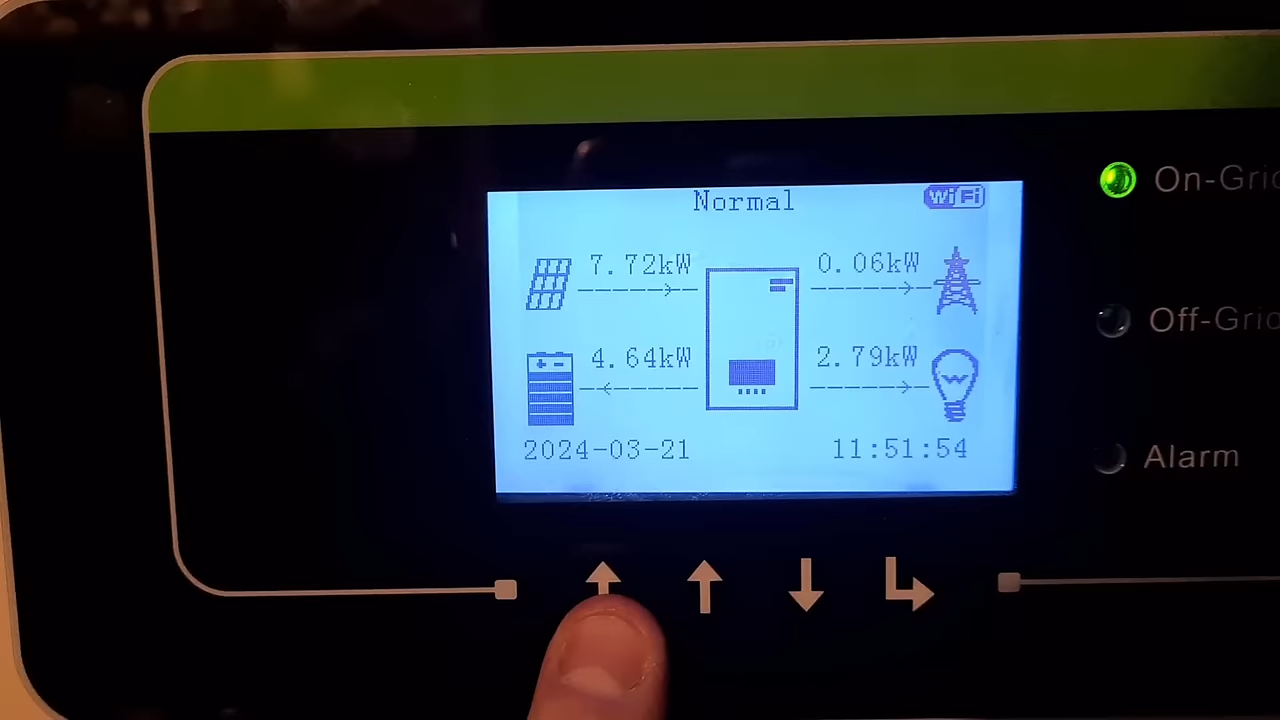 Normal
WiFi
7.72kW
0.06kW
4.64kW
2.79kW
2024-03-21
11:51:54
On-Grid
Off-Grid
Alarm